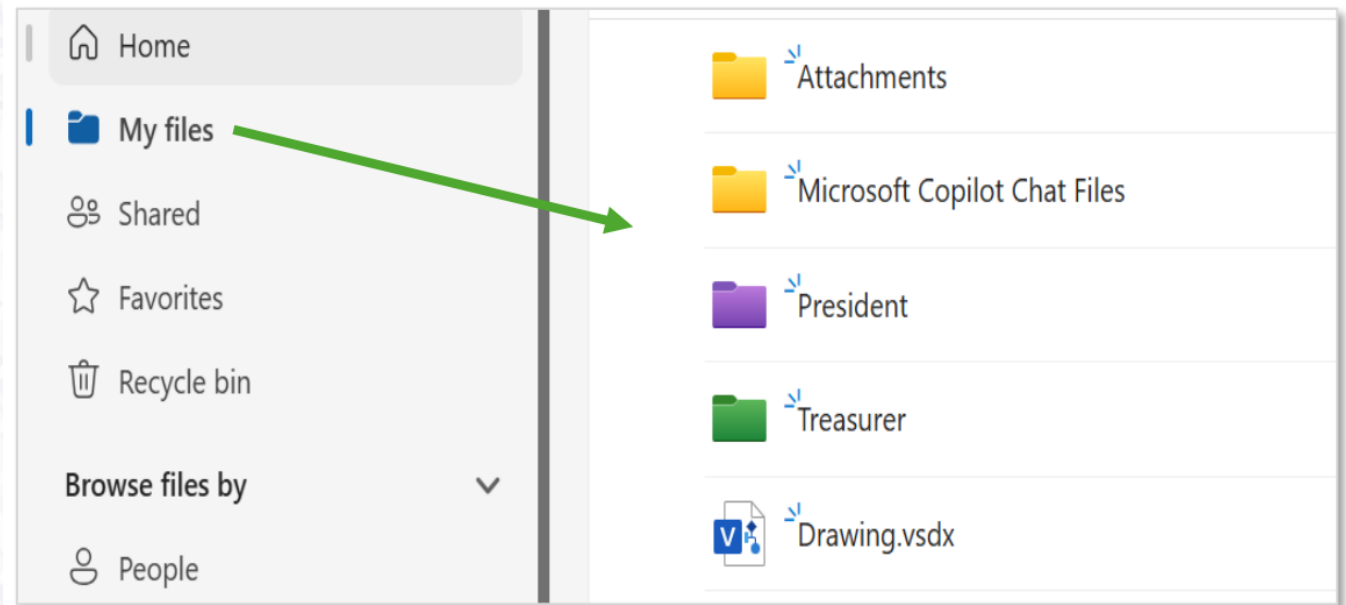 Home
My files
Shared
Favorites
Recycle bin
Browse files by
People
Attachments
Microsoft Copilot Chat Files
President
Treasurer
V
Drawing.vsdx